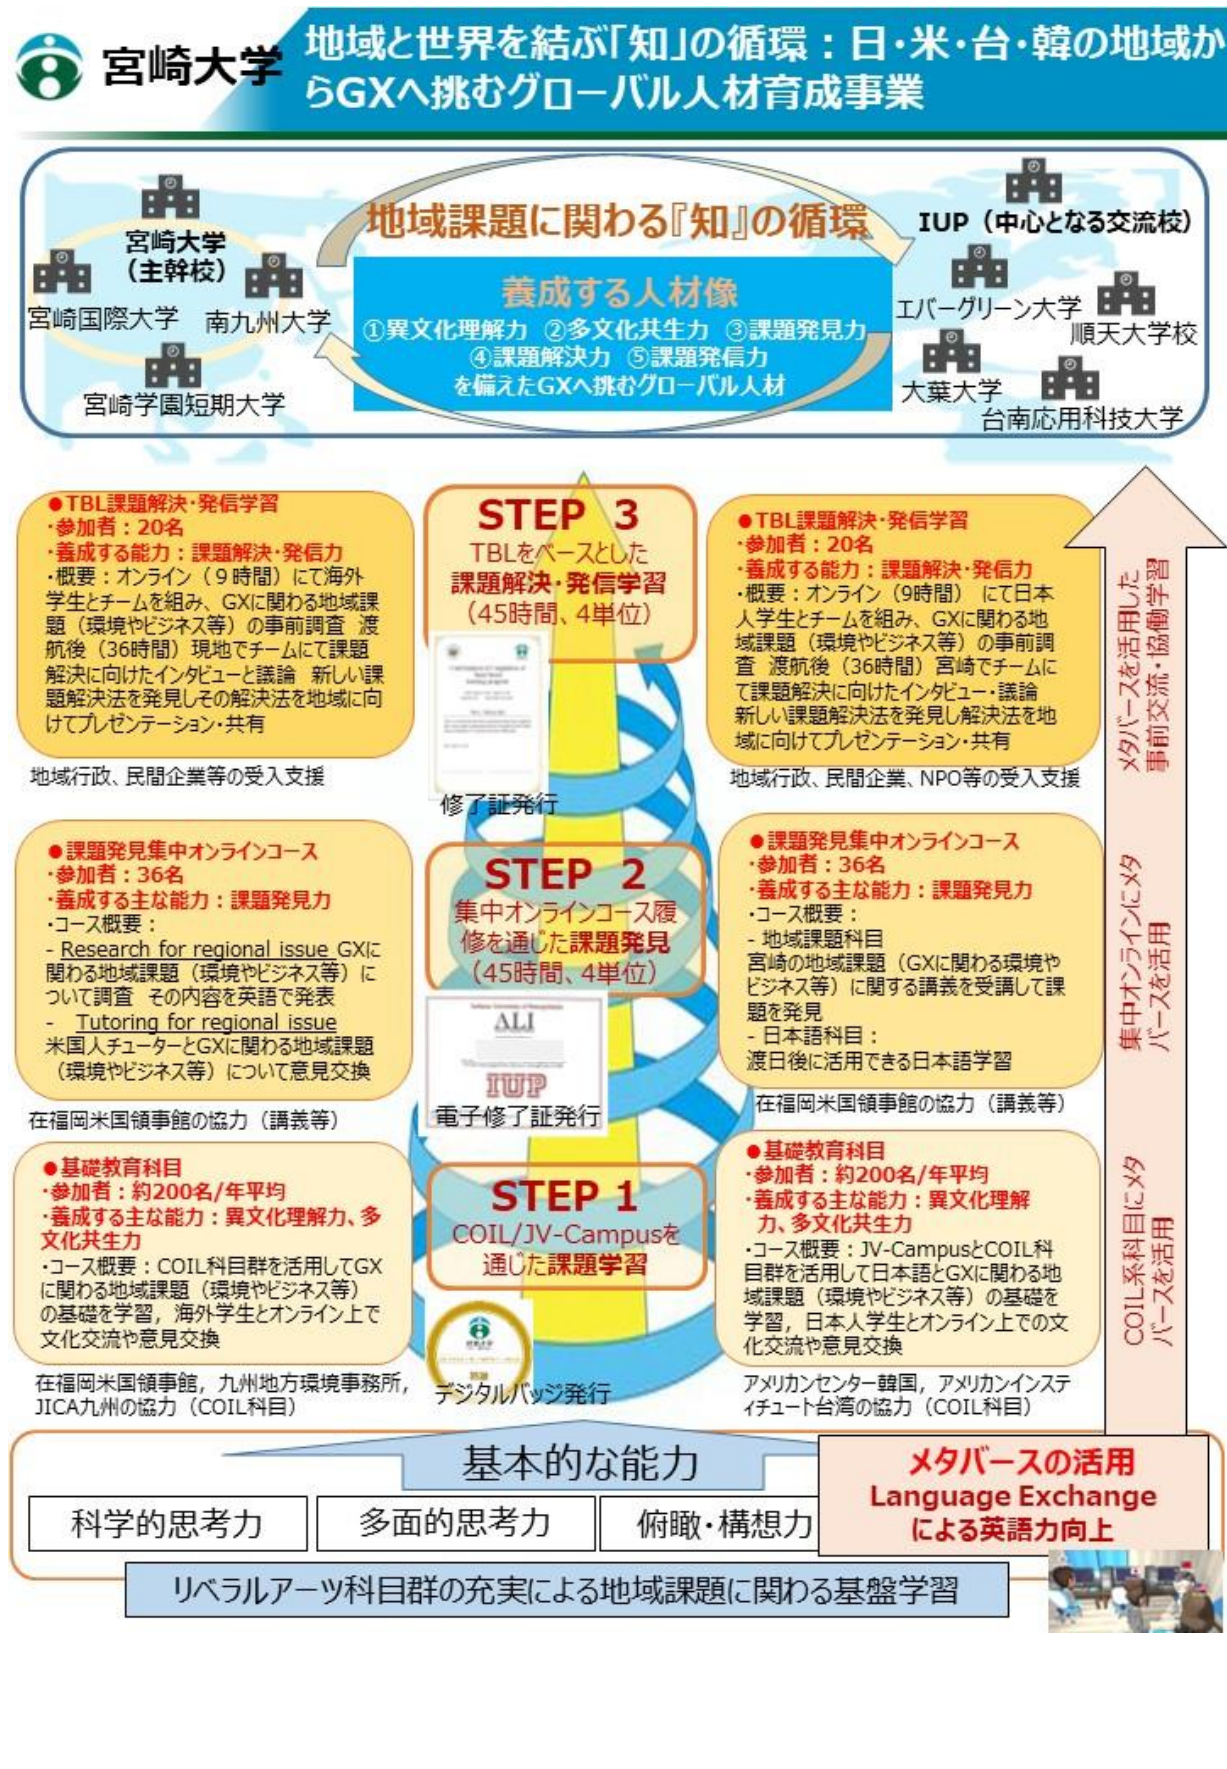 宮崎大学
地域と世界を結ぶ「知」の循環：日・米・台・韓の地域か
らGXへ挑むグローバル人材育成事業
宮崎大学
（主幹校）
宮崎国際大学
南九州大学
宮崎学園短期大学
地域課題に関わる『知』の循環
養成する人材像
①異文化理解力 ②多文化共生力 ③課題発見力
④課題解決力 ⑤課題発信力
を備えたGXへ挑むグローバル人材
IUP（中心となる交流校）
エバーグリーン大学
順天大学校
大葉大学
台南応用科技大学
●TBL課題解決・発信学習
・参加者：20名
・養成する能力：課題解決・発信力
・概要：オンライン（９時間）にて海外
学生とチームを組み、GXに関わる地域課
題（環境やビジネス等）の事前調査 渡
航後（36時間）現地でチームにて課題
解決に向けたインタビューと議論 新しい課
題解決法を発見しその解決法を地域に向
けてプレゼンテーション・共有
地域行政、民間企業等の受入支援
STEP 3
TBLをベースとした
課題解決・発信学習
（45時間、4単位）
修了証発行
●TBL課題解決・発信学習
・参加者：20名
・養成する能力：課題解決・発信力
・概要：オンライン（9時間） にて日本
人学生とチームを組み、GXに関わる地
域課題（環境やビジネス等）の事前調
査 渡航後（36時間）宮崎でチームに
て課題解決に向けたインタビュー・議論
新しい課題解決法を発見し解決法を地
域に向けてプレゼンテーション・共有
地域行政、民間企業、NPO等の受入支援
メタバースを活用した
事前交流・協働学習
●課題発見集中オンラインコース
・参加者：36名
・養成する主な能力：課題発見力
・コース概要：
- Research for regional issue GXに
関わる地域課題（環境やビジネス等）に
ついて調査 その内容を英語で発表
- Tutoring for regional issue
米国人チューターとGXに関わる地域課題
（環境やビジネス等）について意見交換
在福岡米国領事館の協力（講義等）
STEP 2
集中オンラインコース履
修を通じた課題発見
（45時間、4単位）
ALI
IUP
電子修了証発行
●課題発見集中オンラインコース
・参加者：36名
・養成する主な能力：課題発見力
・コース概要：
- 地域課題科目
宮崎の地域課題（GXに関わる環境や
ビジネス等）に関する講義を受講して課
題を発見
- 日本語科目：
渡日後に活用できる日本語学習
在福岡米国領事館の協力（講義等）
集中オンラインにメタ
バースを活用
●基礎教育科目
・参加者：約200名/年平均
・養成する主な能力：異文化理解力、多
文化共生力
・コース概要：COIL科目群を活用してGX
に関わる地域課題（環境やビジネス等）
の基礎を学習，海外学生とオンライン上で
文化交流や意見交換
在福岡米国領事館，九州地方環境事務所，
JICA九州の協力（COIL科目）
STEP 1
COIL/JV-Campusを
通じた課題学習
デジタルバッジ発行
●基礎教育科目
・参加者：約200名/年平均
・養成する主な能力：異文化理解
力、多文化共生力
・コース概要：JV-CampusとCOIL科
目群を活用して日本語とGXに関わる地
域課題（環境やビジネス等）の基礎を
学習，日本人学生とオンライン上での文
化交流や意見交換
アメリカンセンター韓国，アメリカンインステ
ィチュート台湾の協力（COIL科目）
COIL系科目にメタ
バースを活用
基本的な能力
科学的思考力
多面的思考力
俯瞰・構想力
メタバースの活用
Language Exchange
による英語力向上
リベラルアーツ科目群の充実による地域課題に関わる基盤学習